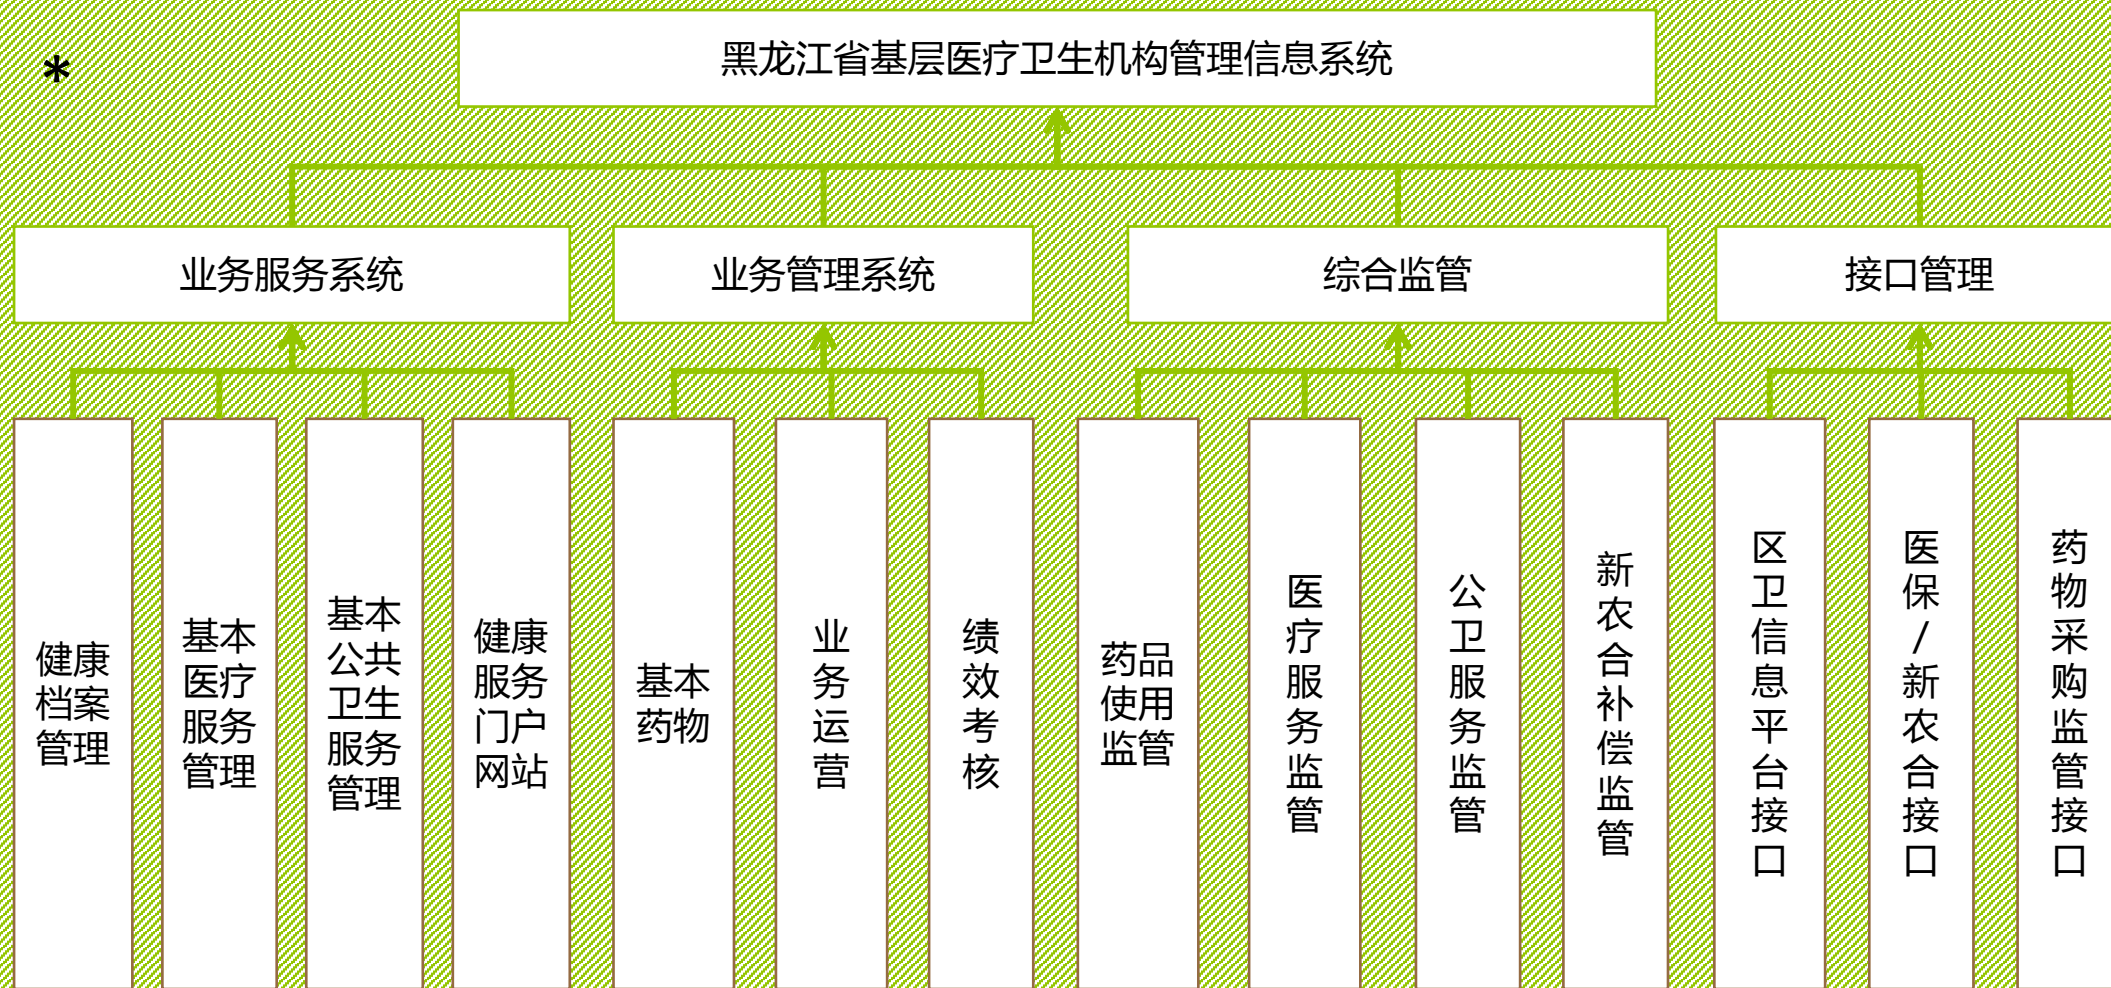 *
黑龙江省基层医疗卫生机构管理信息系统
业务服务系统
业务管理系统
综合监管
接口管理
健康
档案
管理
基本
医疗
服务
管理
基本
公共
卫生
服务
管理
健康
服务
门户
网站
基本
药物
业务运营
绩效考核
药品
使用
监管
医疗服务监管
公卫服务监管
新农合补偿监管
区卫信息平台接口
医保/新农合接口
药物采购监管接口